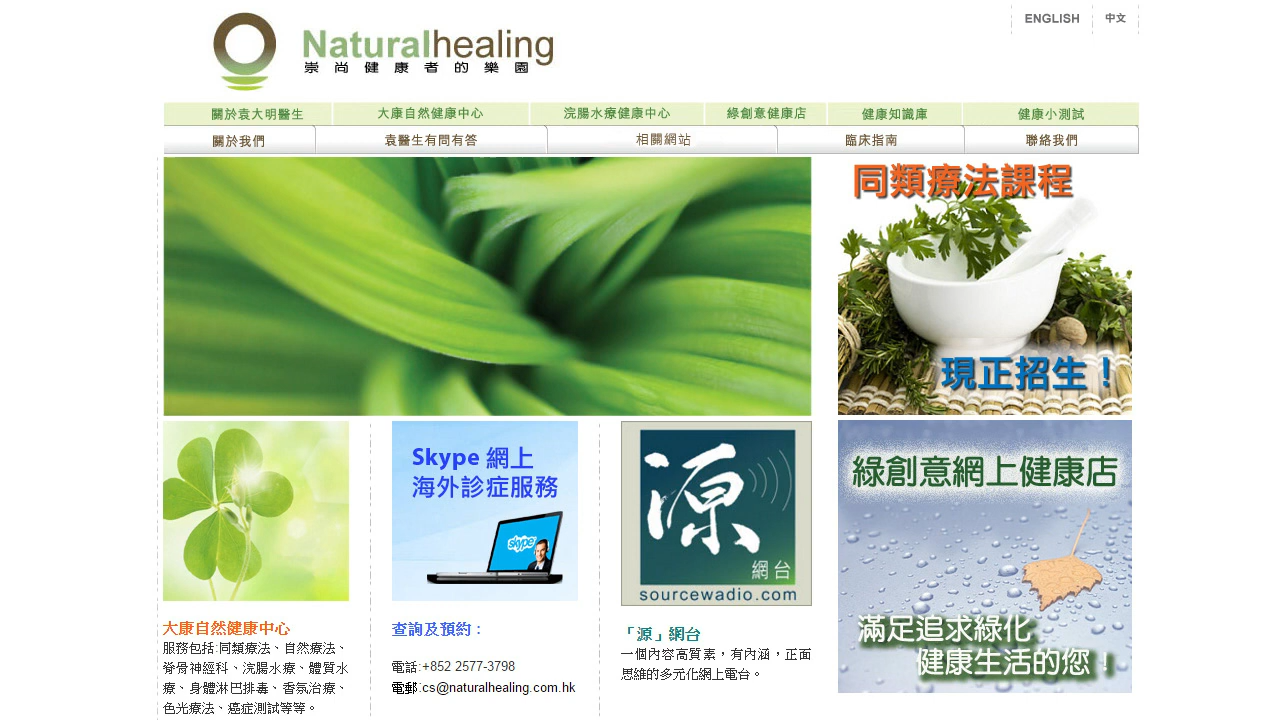 ENGLISH
中文
Naturalhealing
崇尚健康者的樂園
關於袁大明醫生
大康自然健康中心
浣腸水療健康中心
綠創意健康店
健康知識庫
健康小測試
關於我們
袁醫生有問有答
相關網站
臨床指南
聯絡我們
同類療法課程
現正招生！
Skype 網上
海外診症服務
skype
源
網台
sourcewadio.com
綠創意網上健康店
滿足追求綠化
健康生活的您！
大康自然健康中心
服務包括:同類療法、自然療法、
脊骨神經科、浣腸水療、體質水
療、身體淋巴排毒、香氛治療、
色光療法、癌症測試等等。
查詢及預約：
電話:+852 2577-3798
電郵:cs@naturalhealing.com.hk
「源」網台
一個內容高質素，有內涵，正面
思維的多元化網上電台。